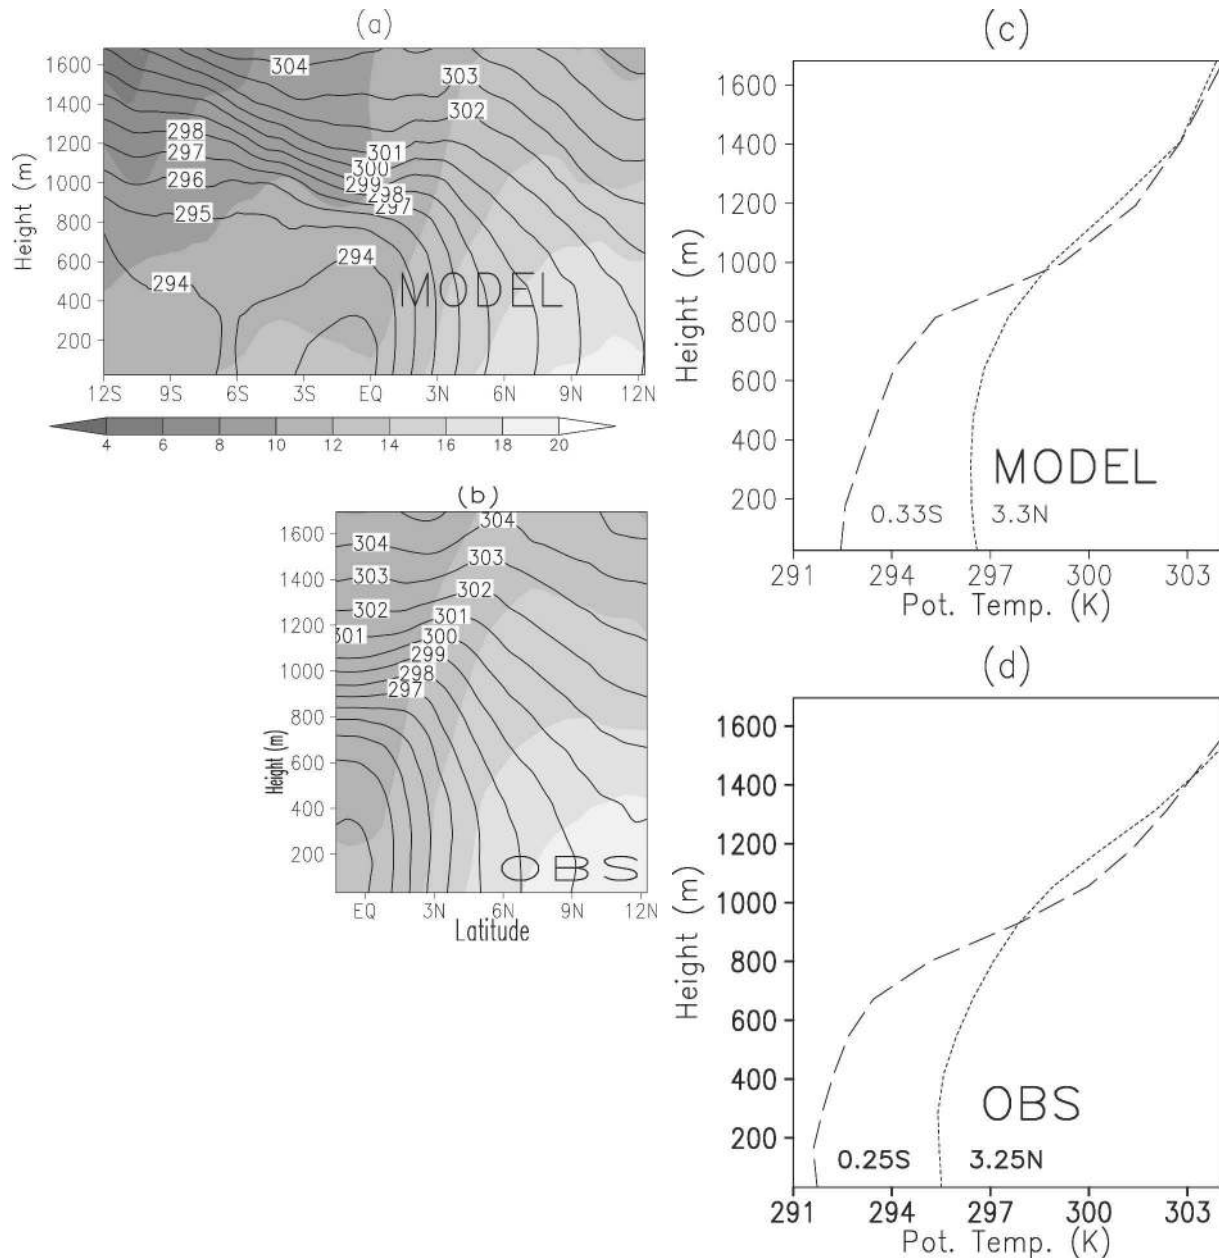 (a)
1600
1400
1200
1000
800
600
400
200
Height (m)
304
303
302
301
300
299
298
297
298
297
296
295
294
294
MODEL
12S 9S 6S 3S EQ 3N 6N 9N 12N
4 6 8 10 12 14 16 18 20
(b)
1600
1400
1200
1000
800
600
400
200
Height (m)
304
304
303
303
302
302
301
301
300
299
298
297
OBS
EQ 3N 6N 9N 12N
Latitude
(c)
1600
1400
1200
1000
800
600
400
200
Height (m)
MODEL
0.33S 3.3N
291 294 297 300 303
Pot. Temp. (K)
(d)
1600
1400
1200
1000
800
600
400
200
Height (m)
OBS
0.25S 3.25N
291 294 297 300 303
Pot. Temp. (K)